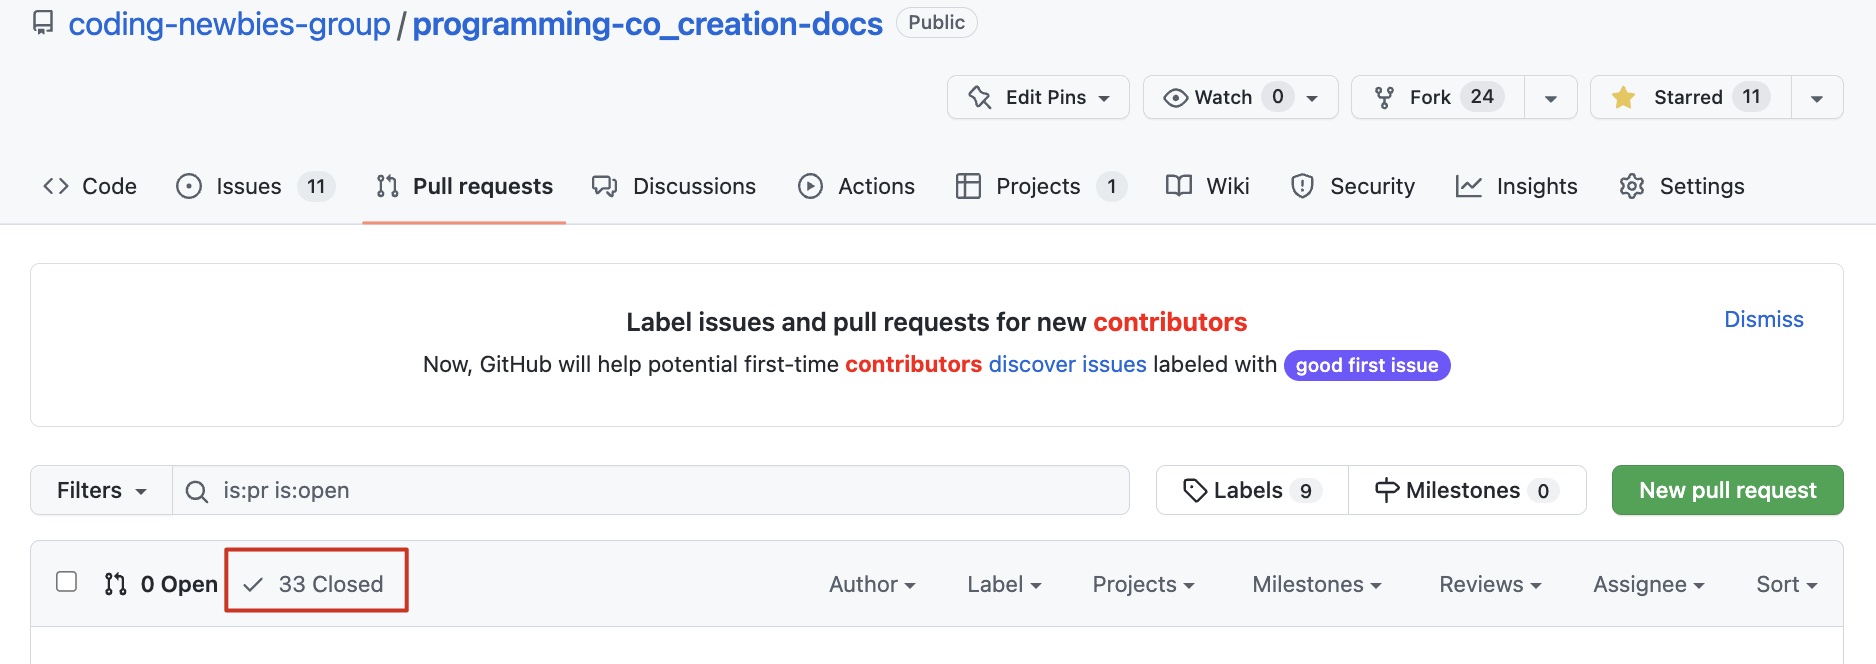 coding-newbies-group / programming-co_creation-docs Public
Edit Pins Watch 0 Fork 24 Starred 11
Code Issues 11 Pull requests Discussions Actions Projects 1 Wiki Security Insights Settings
Label issues and pull requests for new contributors
Dismiss
Now, GitHub will help potential first-time contributors discover issues labeled with good first issue
Filters is:pr is:open Labels 9 Milestones 0 New pull request
0 Open 33 Closed Author Label Projects Milestones Reviews Assignee Sort